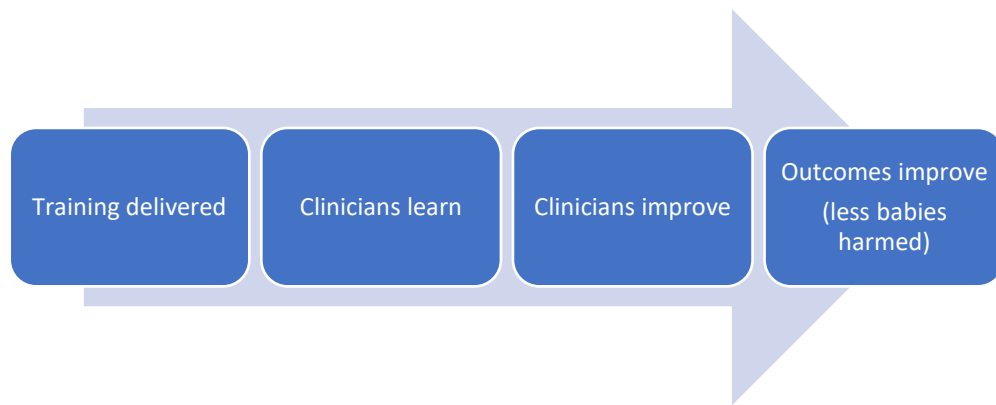 Training delivered
Clinicians learn
Clinicians improve
Outcomes improve
(less babies
harmed)